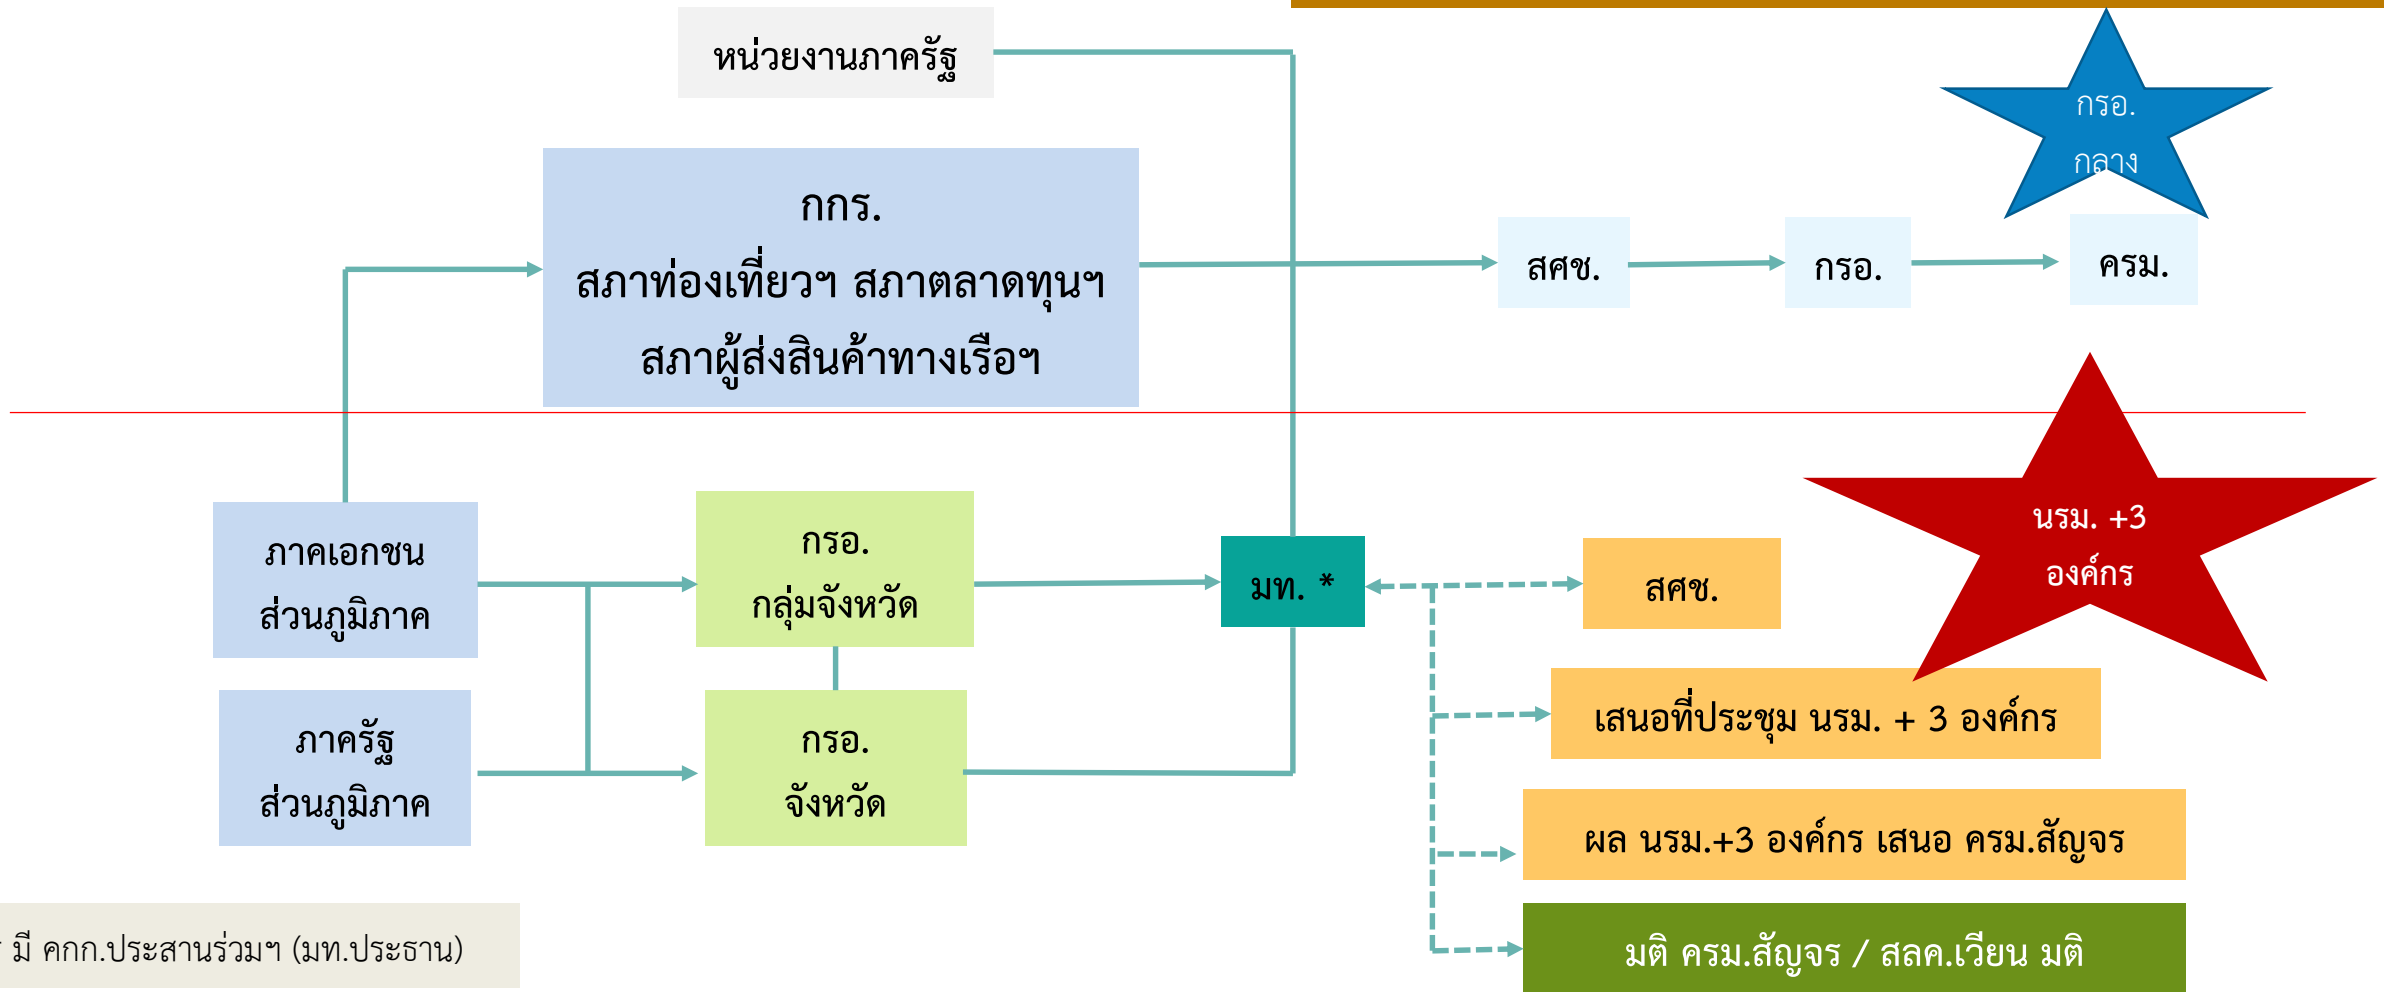 หน่วยงานภาครัฐ
กรอ.
กลาง
กกร.
สภาท่องเที่ยวฯ สภาตลาดทุนฯ
สภาผู้ส่งสินค้าทางเรือฯ
สศช.
กรอ.
ครม.
นรม. +3
องค์กร
ภาคเอกชน
ส่วนภูมิภาค
กรอ.
กลุ่มจังหวัด
มท. *
สศช.
ภาครัฐ
ส่วนภูมิภาค
กรอ.
จังหวัด
เสนอที่ประชุม นรม. + 3 องค์กร
ผล นรม.+3 องค์กร เสนอ ครม.สัญจร
มติ ครม.สัญจร / สลค.เวียน มติ
มี คกก.ประสานร่วมฯ (มท.ประธาน)